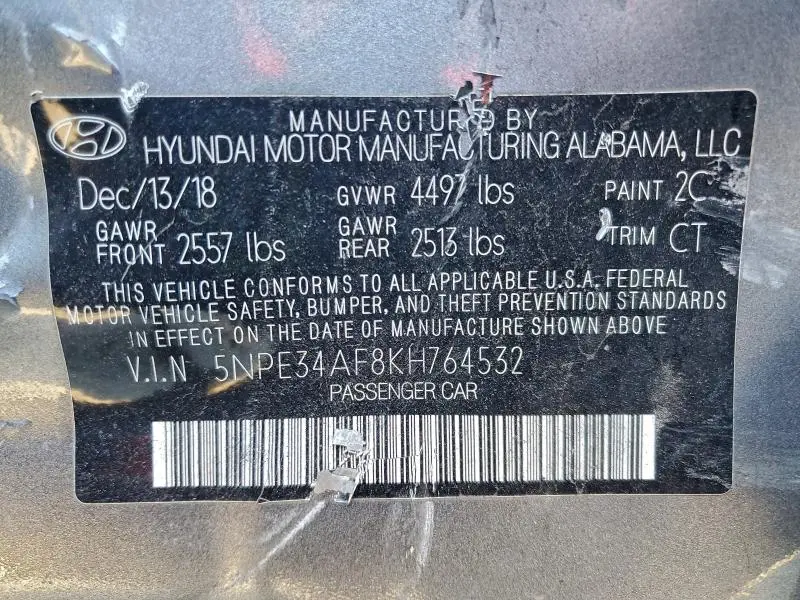 MANUFACTURED BY
HYUNDAI MOTOR MANUFACTURING ALABAMA, LLC
Dec/13/18 GVWR 4497 lbs PAINT 2C
GAWR FRONT 2557 lbs GAWR REAR 2513 lbs TRIM CT
THIS VEHICLE CONFORMS TO ALL APPLICABLE U.S.A. FEDERAL
MOTOR VEHICLE SAFETY, BUMPER, AND THEFT PREVENTION STANDARDS
IN EFFECT ON THE DATE OF MANUFACTURE SHOWN ABOVE
V.I.N 5NPE34AF8KH764532
PASSENGER CAR